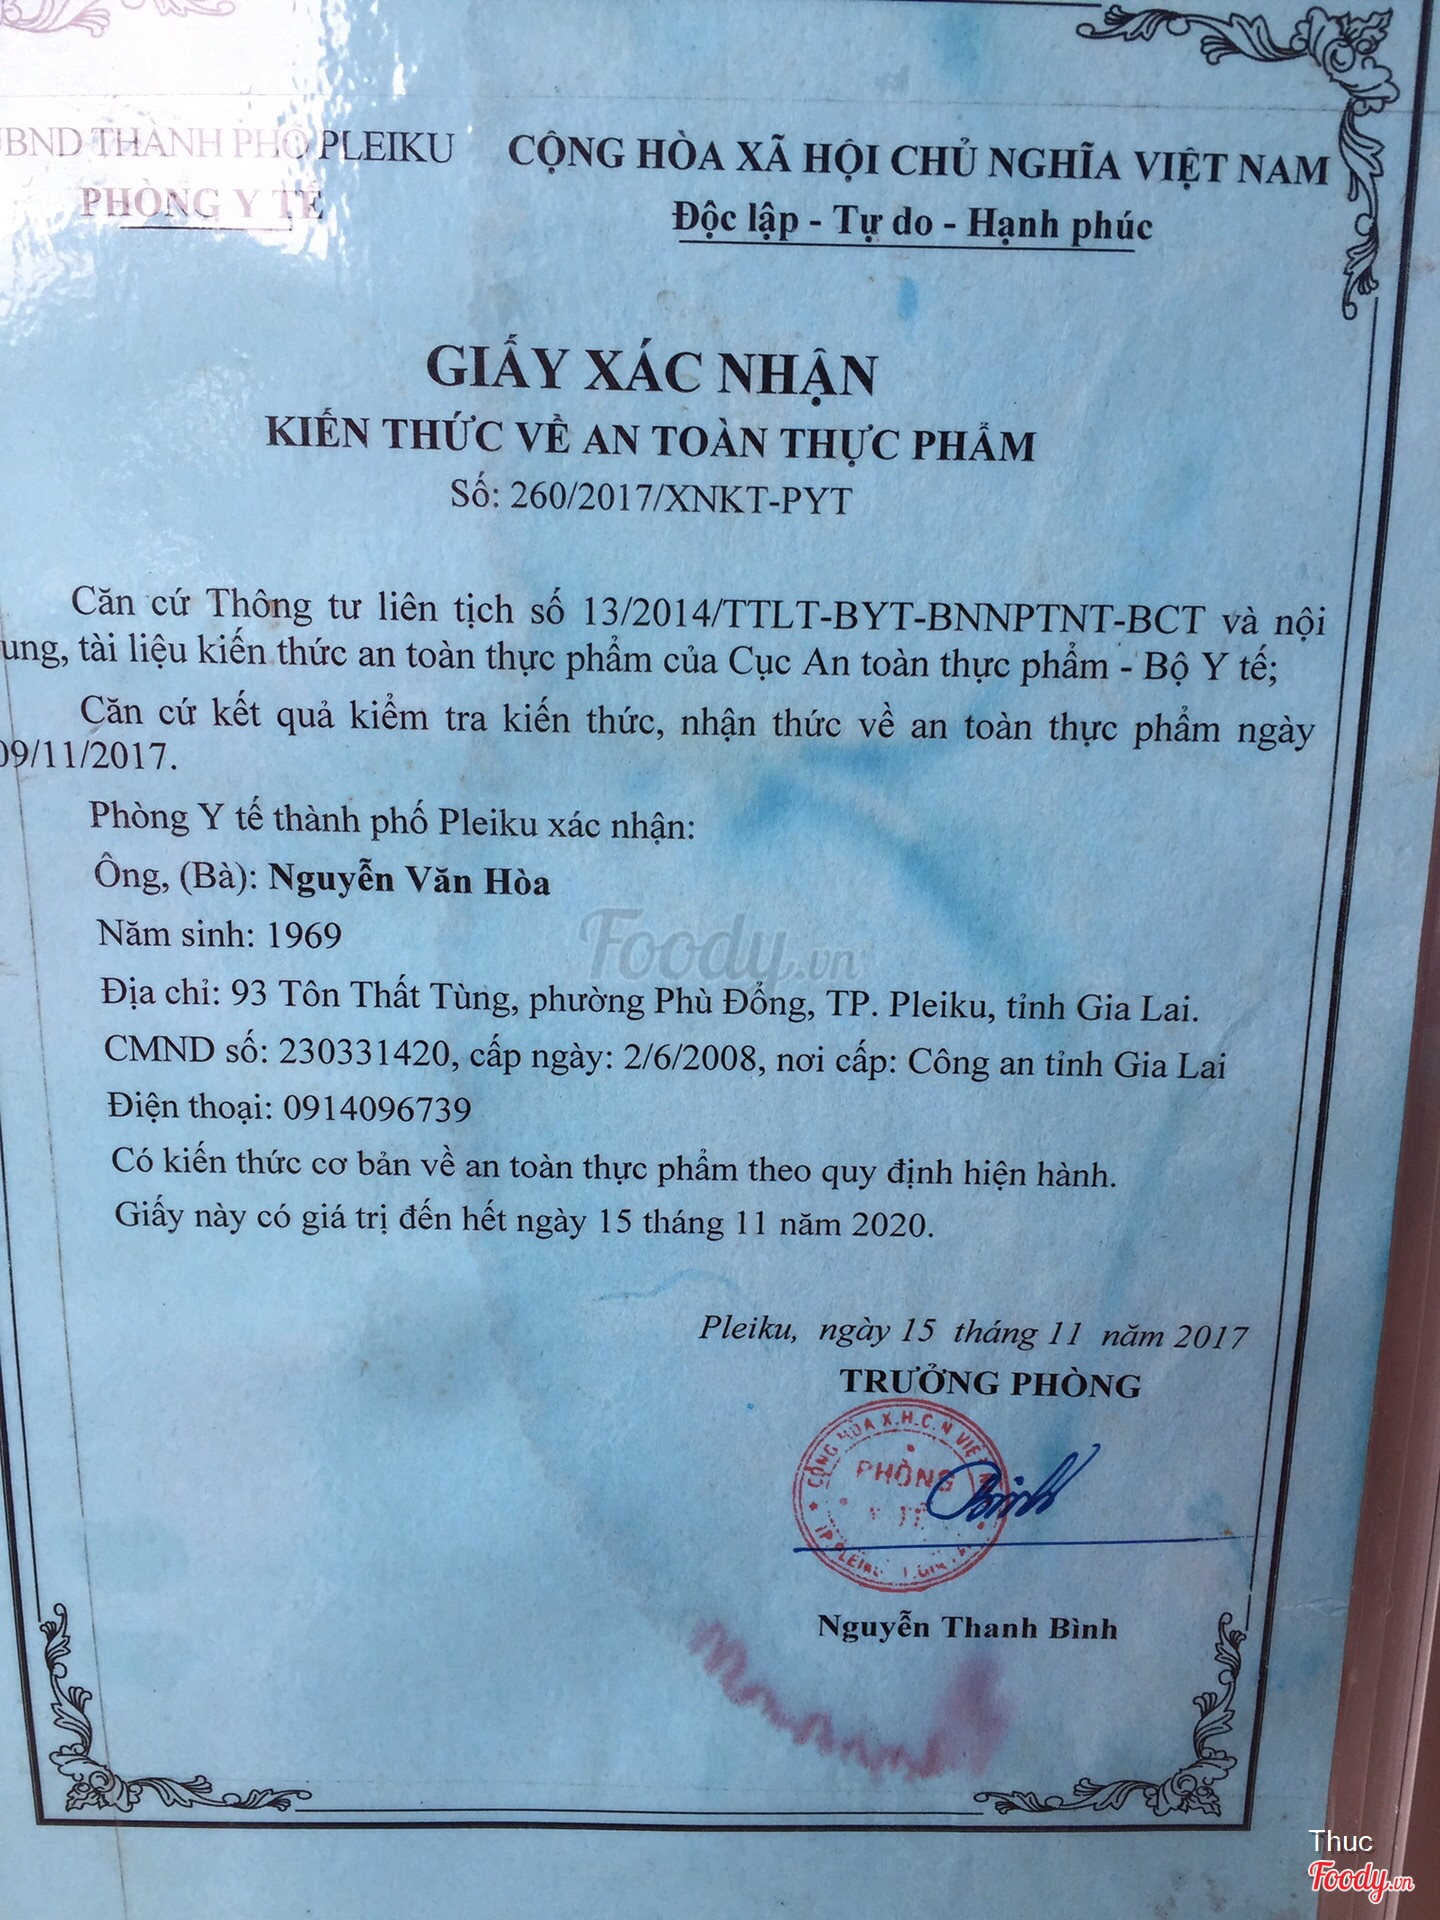 UBND THÀNH PHỐ PLEIKU
PHÒNG Y TẾ
CỘNG HÒA XÃ HỘI CHỦ NGHĨA VIỆT NAM
Độc lập - Tự do - Hạnh phúc
GIẤY XÁC NHẬN
KIẾN THỨC VỀ AN TOÀN THỰC PHẨM
Số: 260/2017/XNKT-PYT
Căn cứ Thông tư liên tịch số 13/2014/TTLT-BYT-BNNPTNT-BCT và nội
ung, tài liệu kiến thức an toàn thực phẩm của Cục An toàn thực phẩm - Bộ Y tế;
Căn cứ kết quả kiểm tra kiến thức, nhận thức về an toàn thực phẩm ngày
09/11/2017.
Phòng Y tế thành phố Pleiku xác nhận:
Ông, (Bà): Nguyễn Văn Hòa
Năm sinh: 1969
Foody.vn
Địa chỉ: 93 Tôn Thất Tùng, phường Phù Đổng, TP. Pleiku, tỉnh Gia Lai.
CMND số: 230331420, cấp ngày: 2/6/2008, nơi cấp: Công an tỉnh Gia Lai
Điện thoại: 0914096739
Có kiến thức cơ bản về an toàn thực phẩm theo quy định hiện hành.
Giấy này có giá trị đến hết ngày 15 tháng 11 năm 2020.
Pleiku, ngày 15 tháng 11 năm 2017
TRƯỞNG PHÒNG
CỘNG HÒA X.H.C.N VIỆT
PHÒNG
Y TẾ
TP.PLEIKU
Bình
Nguyễn Thanh Bình
Thuc
Foody.vn